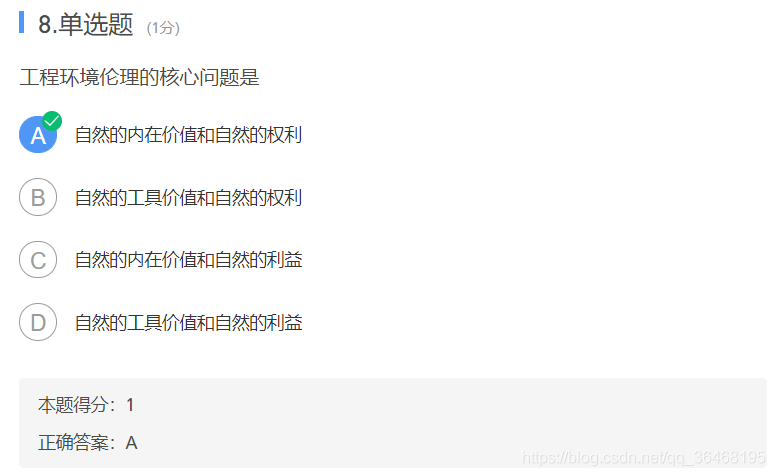 8.单选题 (1分)
工程环境伦理的核心问题是
A 自然的内在价值和自然的权利
B 自然的工具价值和自然的权利
C 自然的内在价值和自然的利益
D 自然的工具价值和自然的利益
本题得分：1
正确答案：A
https://blog.csdn.net/qq_36468195